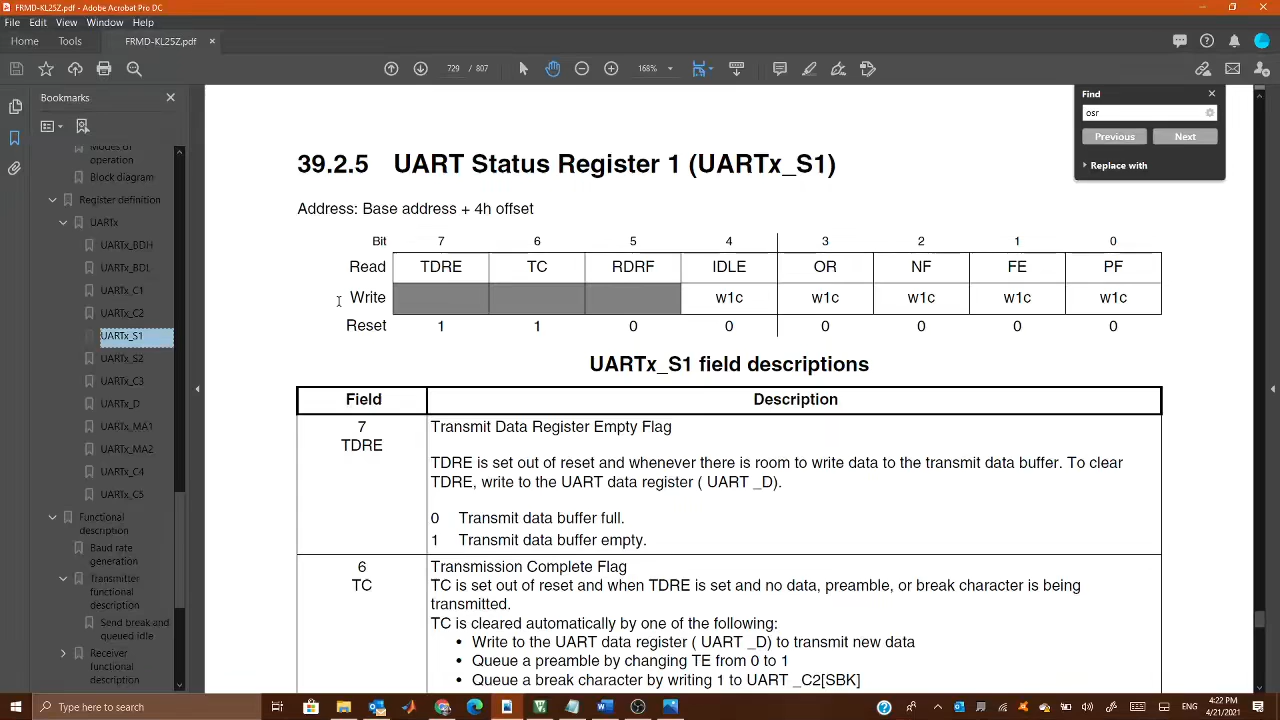 FRMD-KL25Z.pdf - Adobe Acrobat Pro DC
File Edit View Window Help
Home Tools FRMD-KL25Z.pdf ×
729 / 807 168%
Bookmarks
Modes of
operation
Block diagram
Register definition
UARTx
UARTx_BDH
UARTx_BDL
UARTx_C1
UARTx_C2
UARTx_S1
UARTx_S2
UARTx_C3
UARTx_D
UARTx_MA1
UARTx_MA2
UARTx_C4
UARTx_C5
Functional
description
Baud rate
generation
Transmitter
functional
description
Send break and
queued idle
Receiver
functional
description
Find
osr
Previous Next
Replace with
39.2.5 UART Status Register 1 (UARTx_S1)
Address: Base address + 4h offset
Bit 7 6 5 4 3 2 1 0
Read TDRE TC RDRF IDLE OR NF FE PF
Write w1c w1c w1c w1c w1c
Reset 1 1 0 0 0 0 0 0
UARTx_S1 field descriptions
Field Description
7 Transmit Data Register Empty Flag
TDRE
TDRE is set out of reset and whenever there is room to write data to the transmit data buffer. To clear
TDRE, write to the UART data register ( UART _D).
0 Transmit data buffer full.
1 Transmit data buffer empty.
6 Transmission Complete Flag
TC TC is set out of reset and when TDRE is set and no data, preamble, or break character is being
transmitted.
TC is cleared automatically by one of the following:
• Write to the UART data register ( UART _D) to transmit new data
• Queue a preamble by changing TE from 0 to 1
• Queue a break character by writing 1 to UART _C2[SBK]
Type here to search
4:22 PM
4/21/2021